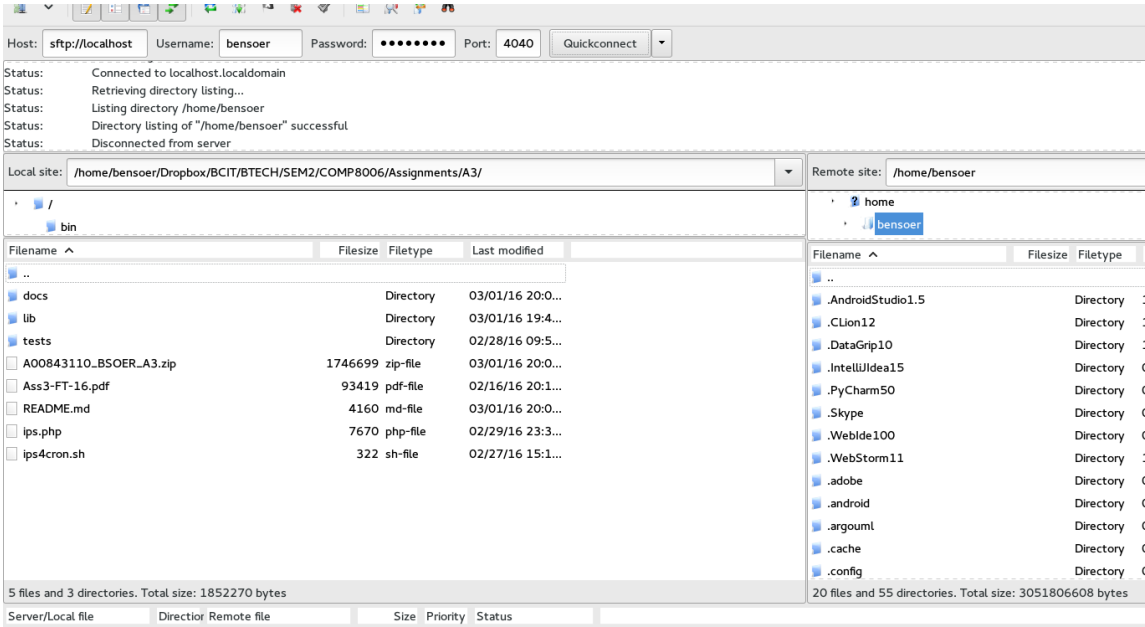 Host: sftp://localhost Username: bensoer Password: ●●●●●●●● Port: 4040 Quickconnect
Status: Connected to localhost.localdomain
Status: Retrieving directory listing...
Status: Listing directory /home/bensoer
Status: Directory listing of "/home/bensoer" successful
Status: Disconnected from server
Local site: /home/bensoer/Dropbox/BCIT/BTECH/SEM2/COMP8006/Assignments/A3/
/
bin
Filename Filesize Filetype Last modified
..
docs Directory 03/01/16 20:0...
lib Directory 03/01/16 19:4...
tests Directory 02/28/16 09:5...
A00843110_BSOER_A3.zip 1746699 zip-file 03/01/16 20:0...
Ass3-FT-16.pdf 93419 pdf-file 02/16/16 20:1...
README.md 4160 md-file 03/01/16 20:0...
ips.php 7670 php-file 02/29/16 23:3...
ips4cron.sh 322 sh-file 02/27/16 15:1...
5 files and 3 directories. Total size: 1852270 bytes
Remote site: /home/bensoer
? home
bensoer
Filename Filesize Filetype
..
.AndroidStudio1.5 Directory
.CLion12 Directory
.DataGrip10 Directory
.IntelliJIdea15 Directory
.PyCharm50 Directory
.Skype Directory
.WebIde100 Directory
.WebStorm11 Directory
.adobe Directory
.android Directory
.argouml Directory
.cache Directory
.config Directory
20 files and 55 directories. Total size: 3051806608 bytes
Server/Local file Direction Remote file Size Priority Status